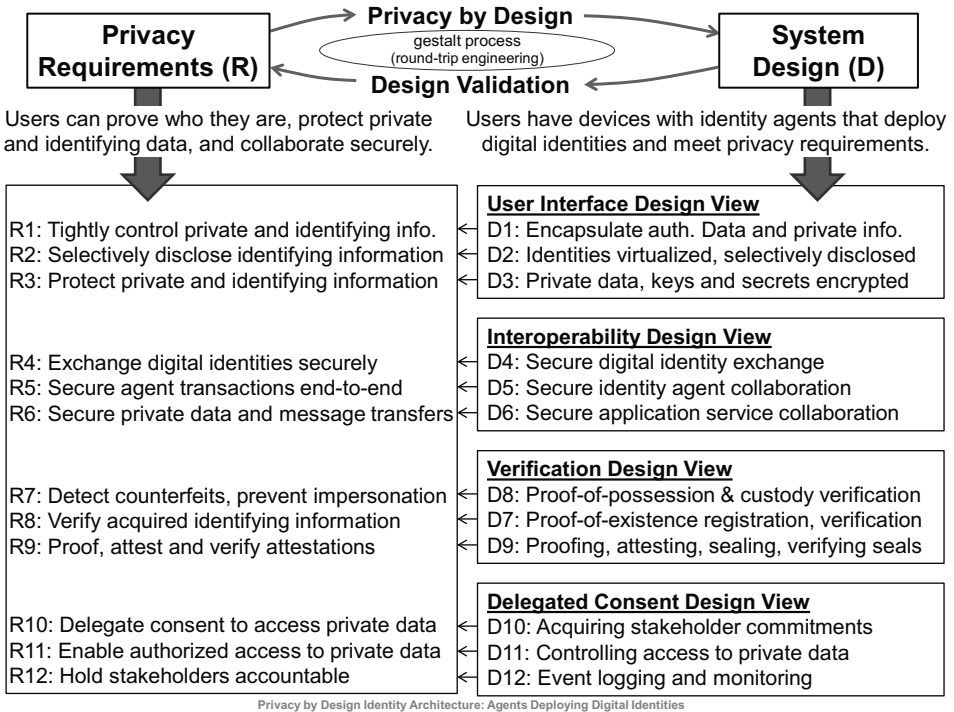 Privacy
Requirements (R)
Privacy by Design
gestalt process
(round-trip engineering)
Design Validation
System
Design (D)
Users can prove who they are, protect private
and identifying data, and collaborate securely.
Users have devices with identity agents that deploy
digital identities and meet privacy requirements.
R1: Tightly control private and identifying info.
R2: Selectively disclose identifying information
R3: Protect private and identifying information
R4: Exchange digital identities securely
R5: Secure agent transactions end-to-end
R6: Secure private data and message transfers
R7: Detect counterfeits, prevent impersonation
R8: Verify acquired identifying information
R9: Proof, attest and verify attestations
R10: Delegate consent to access private data
R11: Enable authorized access to private data
R12: Hold stakeholders accountable
User Interface Design View
D1: Encapsulate auth. Data and private info.
D2: Identities virtualized, selectively disclosed
D3: Private data, keys and secrets encrypted
Interoperability Design View
D4: Secure digital identity exchange
D5: Secure identity agent collaboration
D6: Secure application service collaboration
Verification Design View
D8: Proof-of-possession & custody verification
D7: Proof-of-existence registration, verification
D9: Proofing, attesting, sealing, verifying seals
Delegated Consent Design View
D10: Acquiring stakeholder commitments
D11: Controlling access to private data
D12: Event logging and monitoring
Privacy by Design Identity Architecture: Agents Deploying Digital Identities